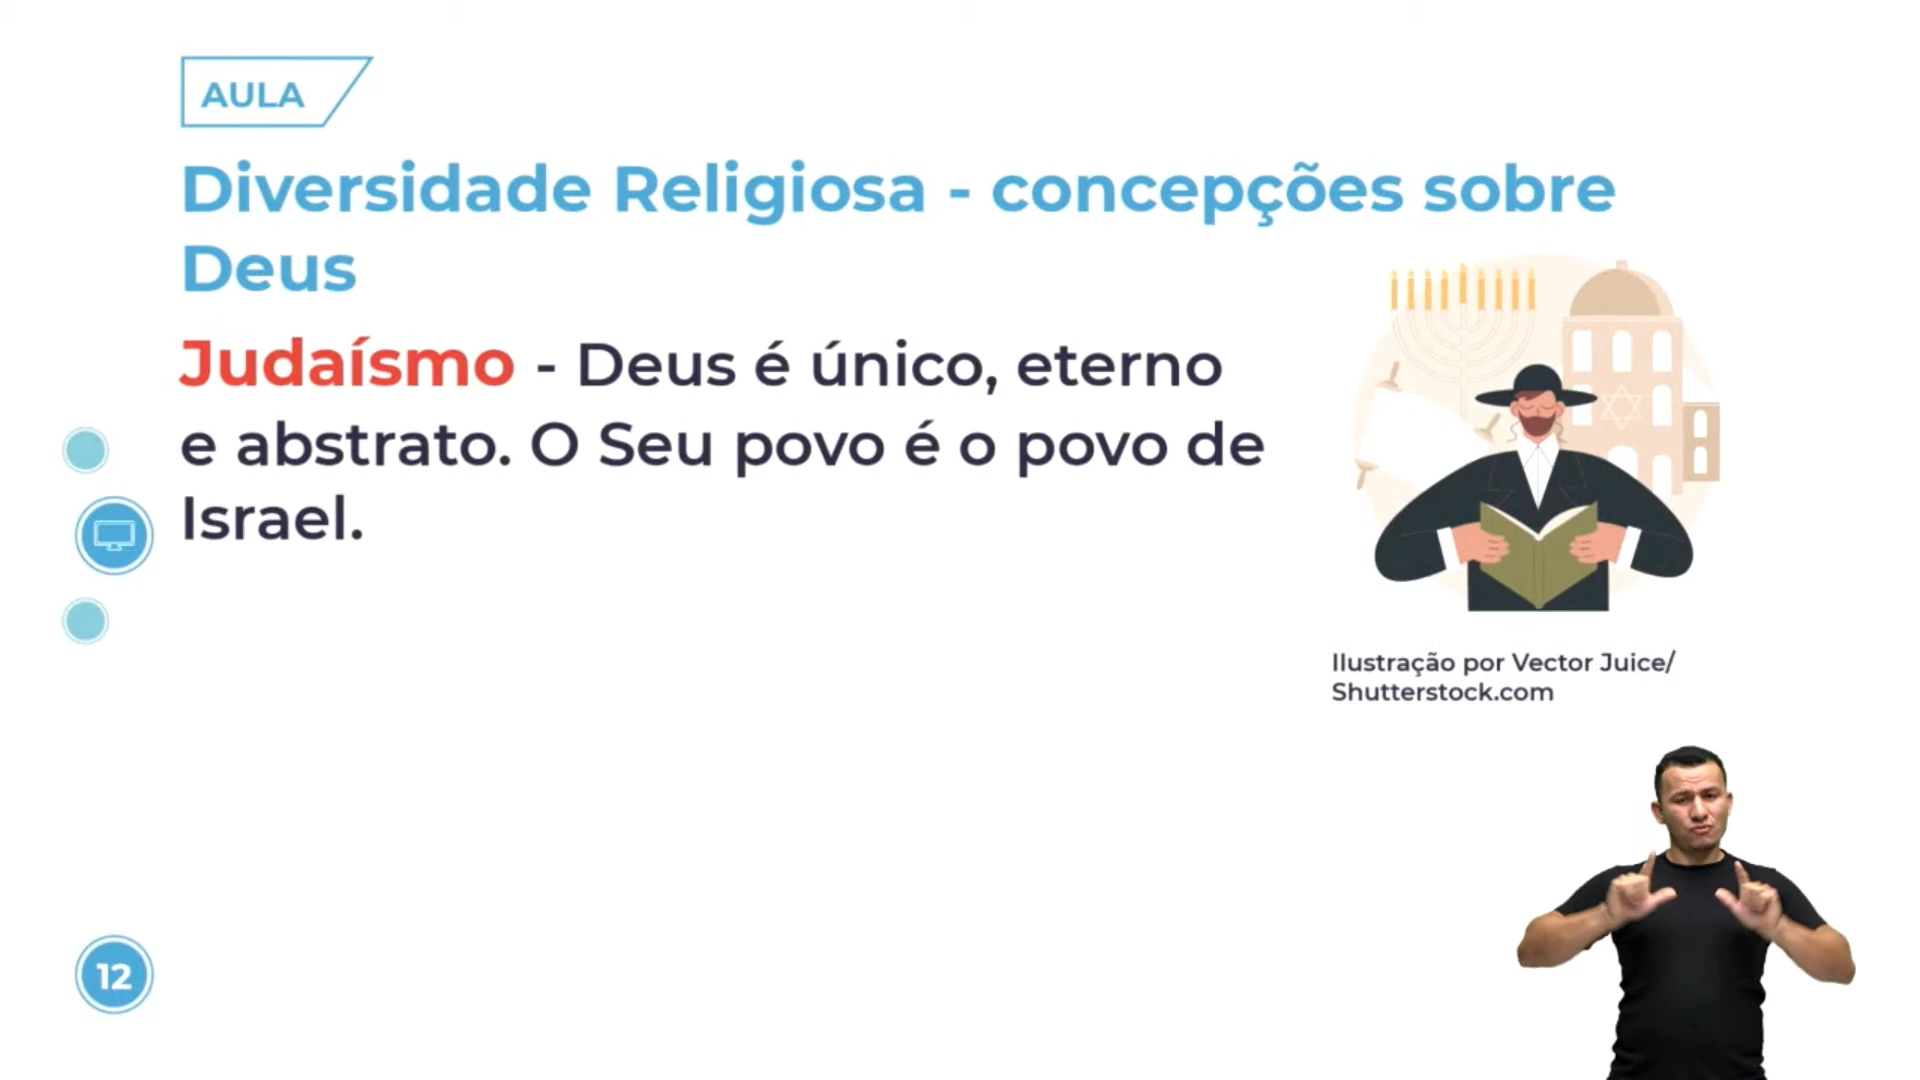 AULA
Diversidade Religiosa - concepções sobre
Deus
Judaísmo - Deus é único, eterno
e abstrato. O Seu povo é o povo de
Israel.
Ilustração por Vector Juice/
Shutterstock.com
12